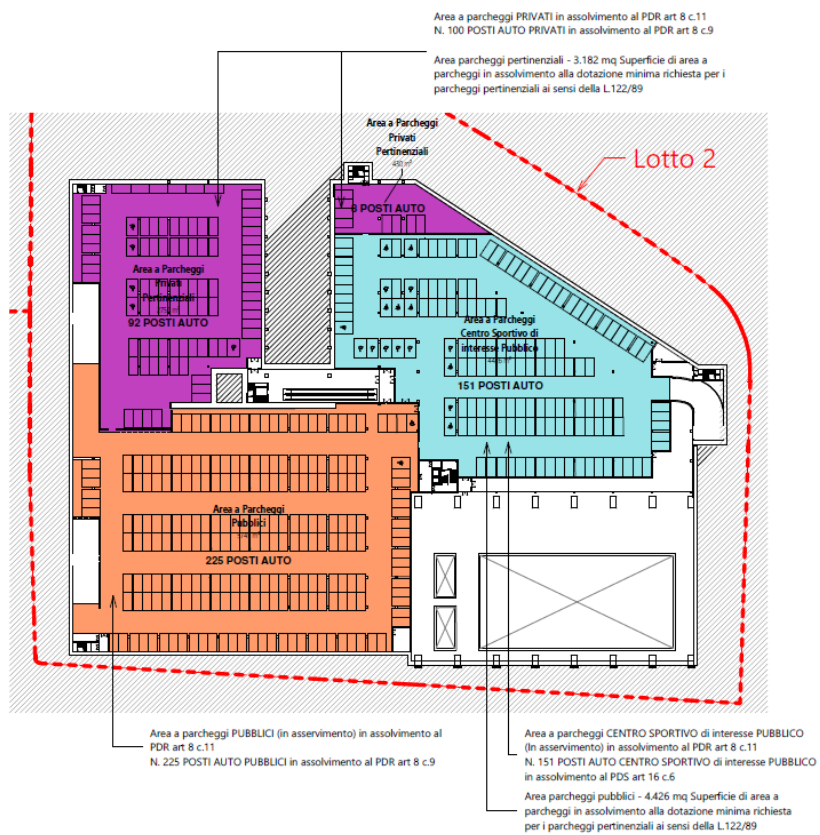 Area a parcheggi PRIVATI in assolvimento al PDR art 8 c.11
N. 100 POSTI AUTO PRIVATI in assolvimento al PDR art 8 c.9
Area parcheggi pertinenziali - 3.182 mq Superficie di area a
parcheggi in assolvimento alla dotazione minima richiesta per i
parcheggi pertinenziali ai sensi della L.122/89
Area a Parcheggi
Privati
Pertinenziali
Lotto 2
8 POSTI AUTO
Area a Parcheggi
Privati
Pertinenziali
92 POSTI AUTO
Area a Parcheggi
Centro Sportivo di
interesse Pubblico
151 POSTI AUTO
Area a Parcheggi
Pubblici
225 POSTI AUTO
Area a parcheggi PUBBLICI (in asservimento) in assolvimento al
PDR art 8 c.11
N. 225 POSTI AUTO PUBBLICI in assolvimento al PDR art 8 c.9
Area a parcheggi CENTRO SPORTIVO di interesse PUBBLICO
(In asservimento) in assolvimento al PDR art 8 c.11
N. 151 POSTI AUTO CENTRO SPORTIVO di interesse PUBBLICO
in assolvimento al PDS art 16 c.6
Area parcheggi pubblici - 4.426 mq Superficie di area a
parcheggi in assolvimento alla dotazione minima richiesta
per i parcheggi pertinenziali ai sensi della L.122/89